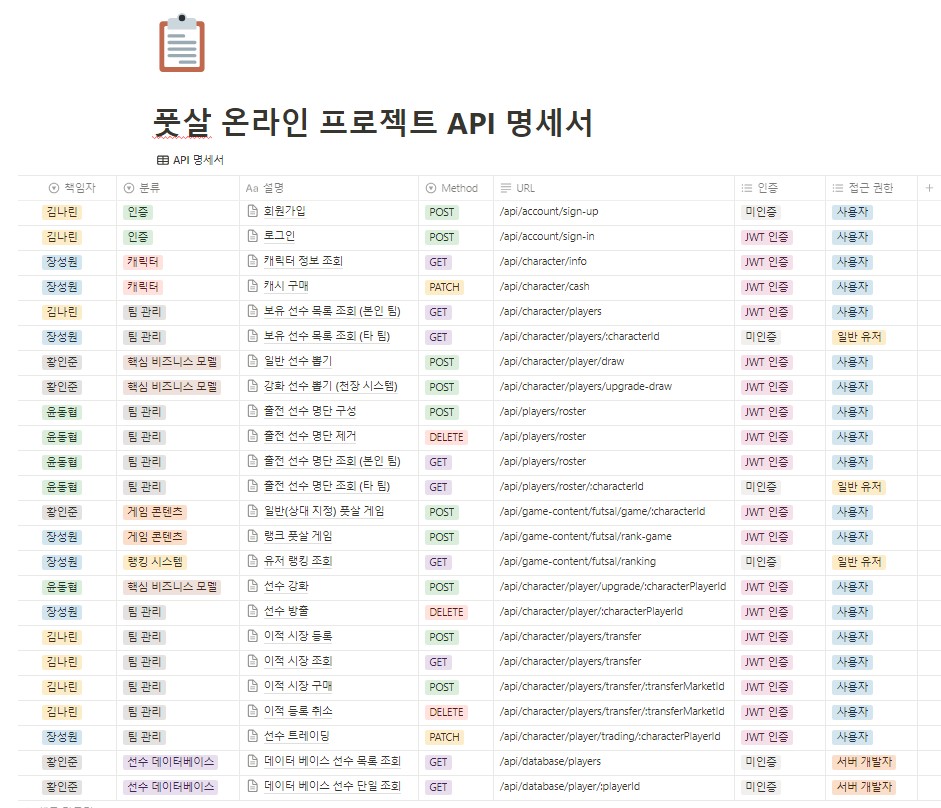 풋살 온라인 프로젝트 API 명세서
API 명세서
책임자 분류 Aa 설명 Method URL 인증 접근 권한
김나린 인증 회원가입 POST /api/account/sign-up 미인증 사용자
김나린 인증 로그인 POST /api/account/sign-in JWT 인증 사용자
장성원 캐릭터 캐릭터 정보 조회 GET /api/character/info JWT 인증 사용자
장성원 캐릭터 캐시 구매 PATCH /api/character/cash JWT 인증 사용자
김나린 팀 관리 보유 선수 목록 조회 (본인 팀) GET /api/character/players JWT 인증 사용자
장성원 팀 관리 보유 선수 목록 조회 (타 팀) GET /api/character/players/:characterId 미인증 일반 유저
황인준 핵심 비즈니스 모델 일반 선수 뽑기 POST /api/character/player/draw JWT 인증 사용자
황인준 핵심 비즈니스 모델 강화 선수 뽑기 (천장 시스템) POST /api/character/players/upgrade-draw JWT 인증 사용자
윤동협 팀 관리 출전 선수 명단 구성 POST /api/players/roster JWT 인증 사용자
윤동협 팀 관리 출전 선수 명단 제거 DELETE /api/players/roster JWT 인증 사용자
윤동협 팀 관리 출전 선수 명단 조회 (본인 팀) GET /api/players/roster JWT 인증 사용자
윤동협 팀 관리 출전 선수 명단 조회 (타 팀) GET /api/players/roster/:characterId 미인증 일반 유저
황인준 게임 콘텐츠 일반(상대 지정) 풋살 게임 POST /api/game-content/futsal/game/:characterId JWT 인증 사용자
장성원 게임 콘텐츠 랭크 풋살 게임 POST /api/game-content/futsal/rank-game JWT 인증 사용자
장성원 랭킹 시스템 유저 랭킹 조회 GET /api/game-content/futsal/ranking 미인증 일반 유저
윤동협 핵심 비즈니스 모델 선수 강화 POST /api/character/player/upgrade/:characterPlayerId JWT 인증 사용자
장성원 팀 관리 선수 방출 DELETE /api/character/player/:characterPlayerId JWT 인증 사용자
김나린 팀 관리 이적 시장 등록 POST /api/character/players/transfer JWT 인증 사용자
김나린 팀 관리 이적 시장 조회 GET /api/character/players/transfer JWT 인증 사용자
김나린 팀 관리 이적 시장 구매 POST /api/character/players/transfer/:transferMarketId JWT 인증 사용자
김나린 팀 관리 이적 등록 취소 DELETE /api/character/players/transfer/:transferMarketId JWT 인증 사용자
장성원 팀 관리 선수 트레이딩 PATCH /api/character/player/trading/:characterPlayerId JWT 인증 사용자
황인준 선수 데이터베이스 데이터 베이스 선수 목록 조회 GET /api/database/players 미인증 서버 개발자
황인준 선수 데이터베이스 데이터 베이스 선수 단일 조회 GET /api/database/player/:playerId 미인증 서버 개발자